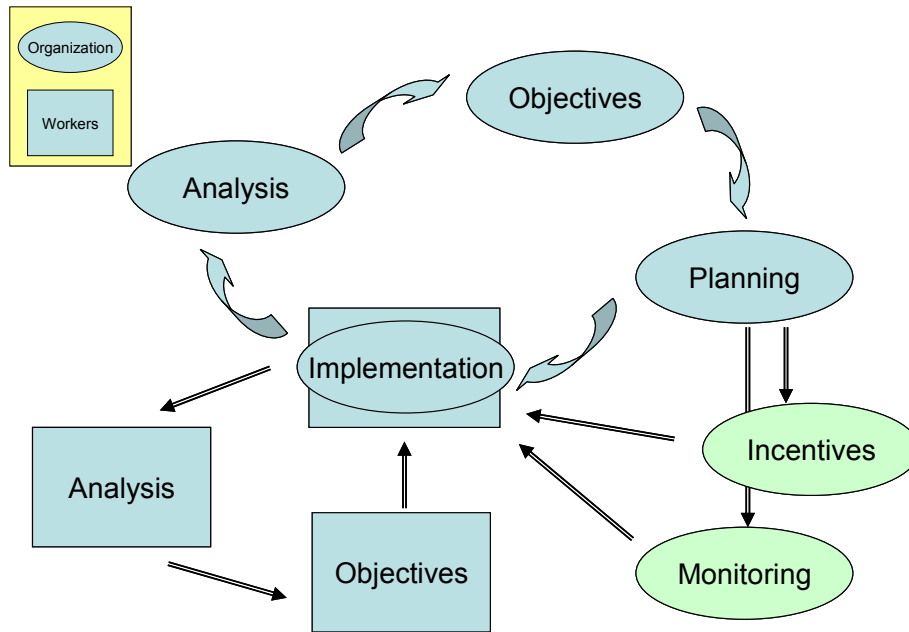 Organization
Workers
Objectives
Analysis
Planning
Implementation
Incentives
Analysis
Objectives
Monitoring